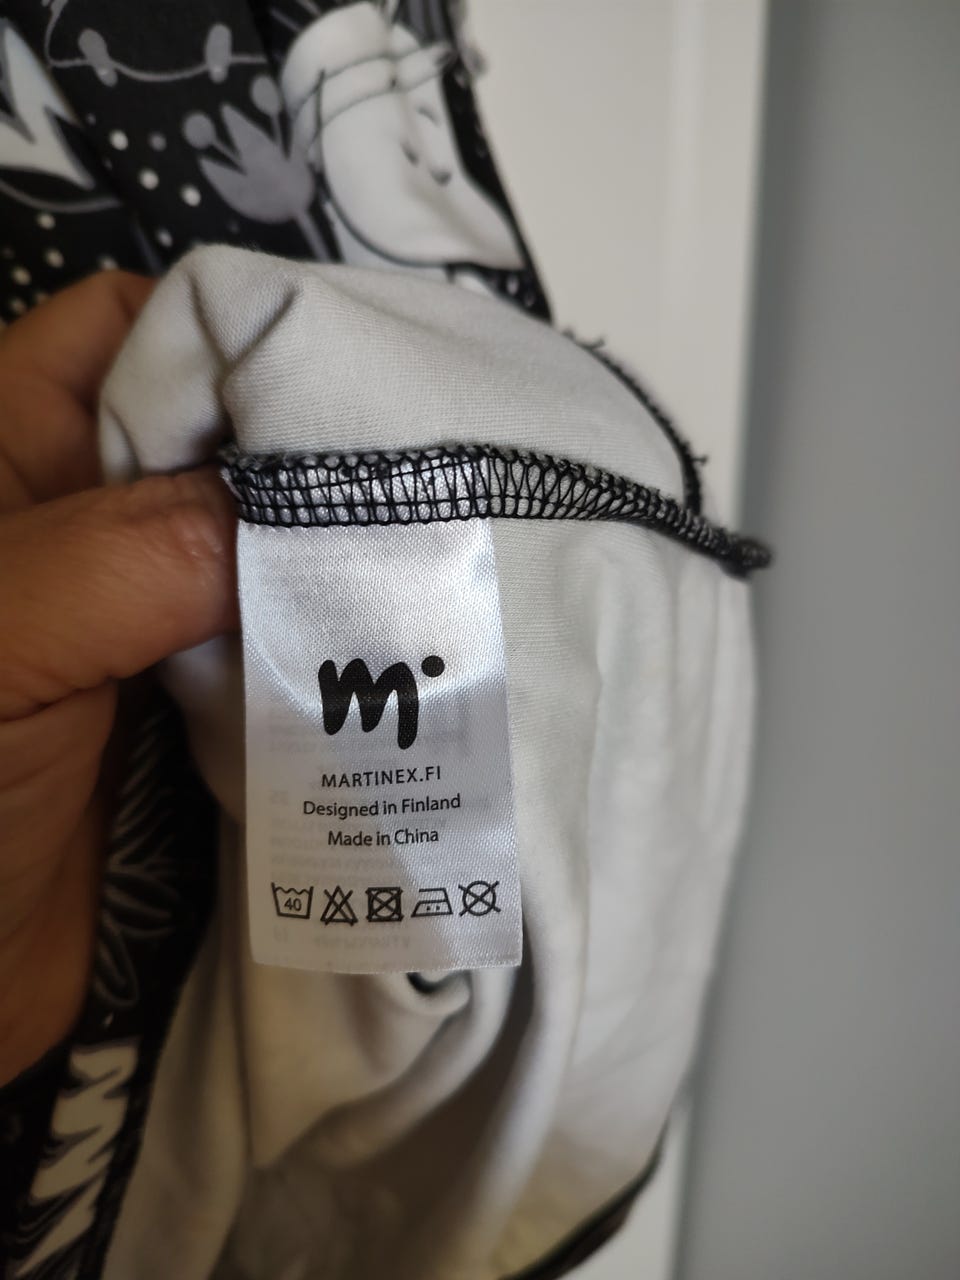 m
MARTINEX.FI
Designed in Finland
Made in China
40